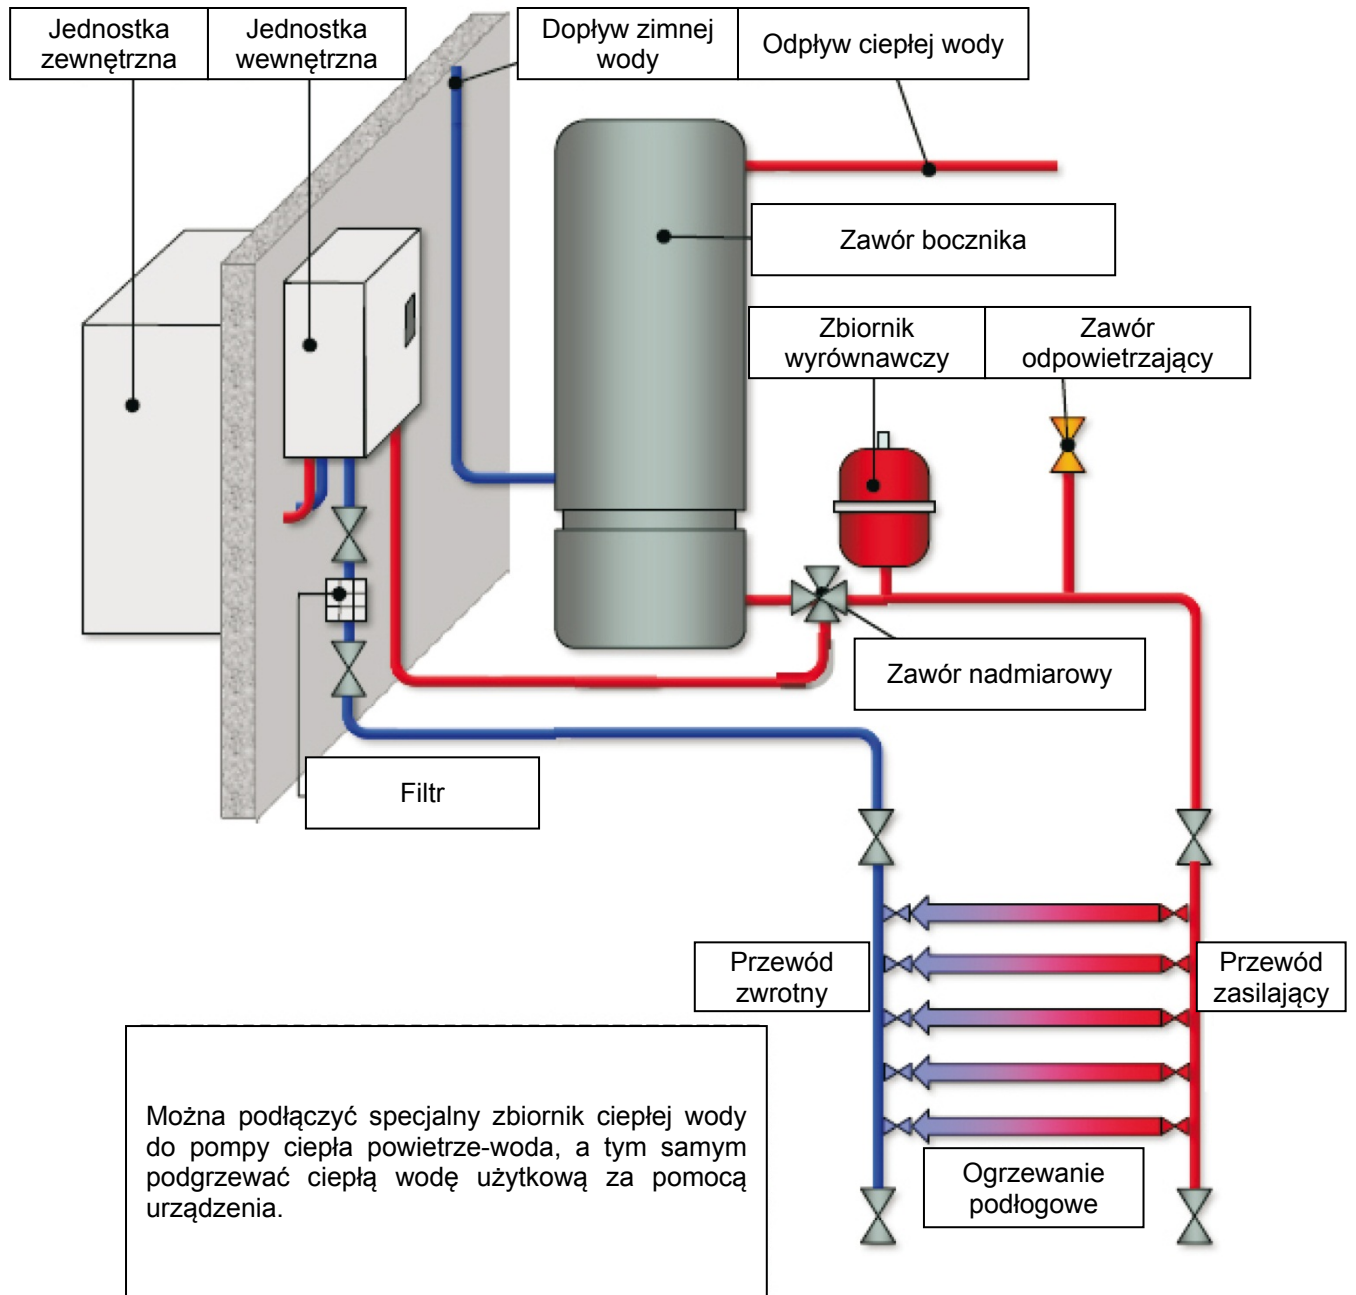 Jednostka
zewnętrzna
Jednostka
wewnętrzna
Dopływ zimnej
wody
Odpływ ciepłej wody
Zawór bocznika
Zbiornik
wyrównawczy
Zawór
odpowietrzający
Zawór nadmiarowy
Filtr
Przewód
zwrotny
Przewód
zasilający
Ogrzewanie
podłogowe
Można podłączyć specjalny zbiornik ciepłej wody
do pompy ciepła powietrze-woda, a tym samym
podgrzewać ciepłą wodę użytkową za pomocą
urządzenia.